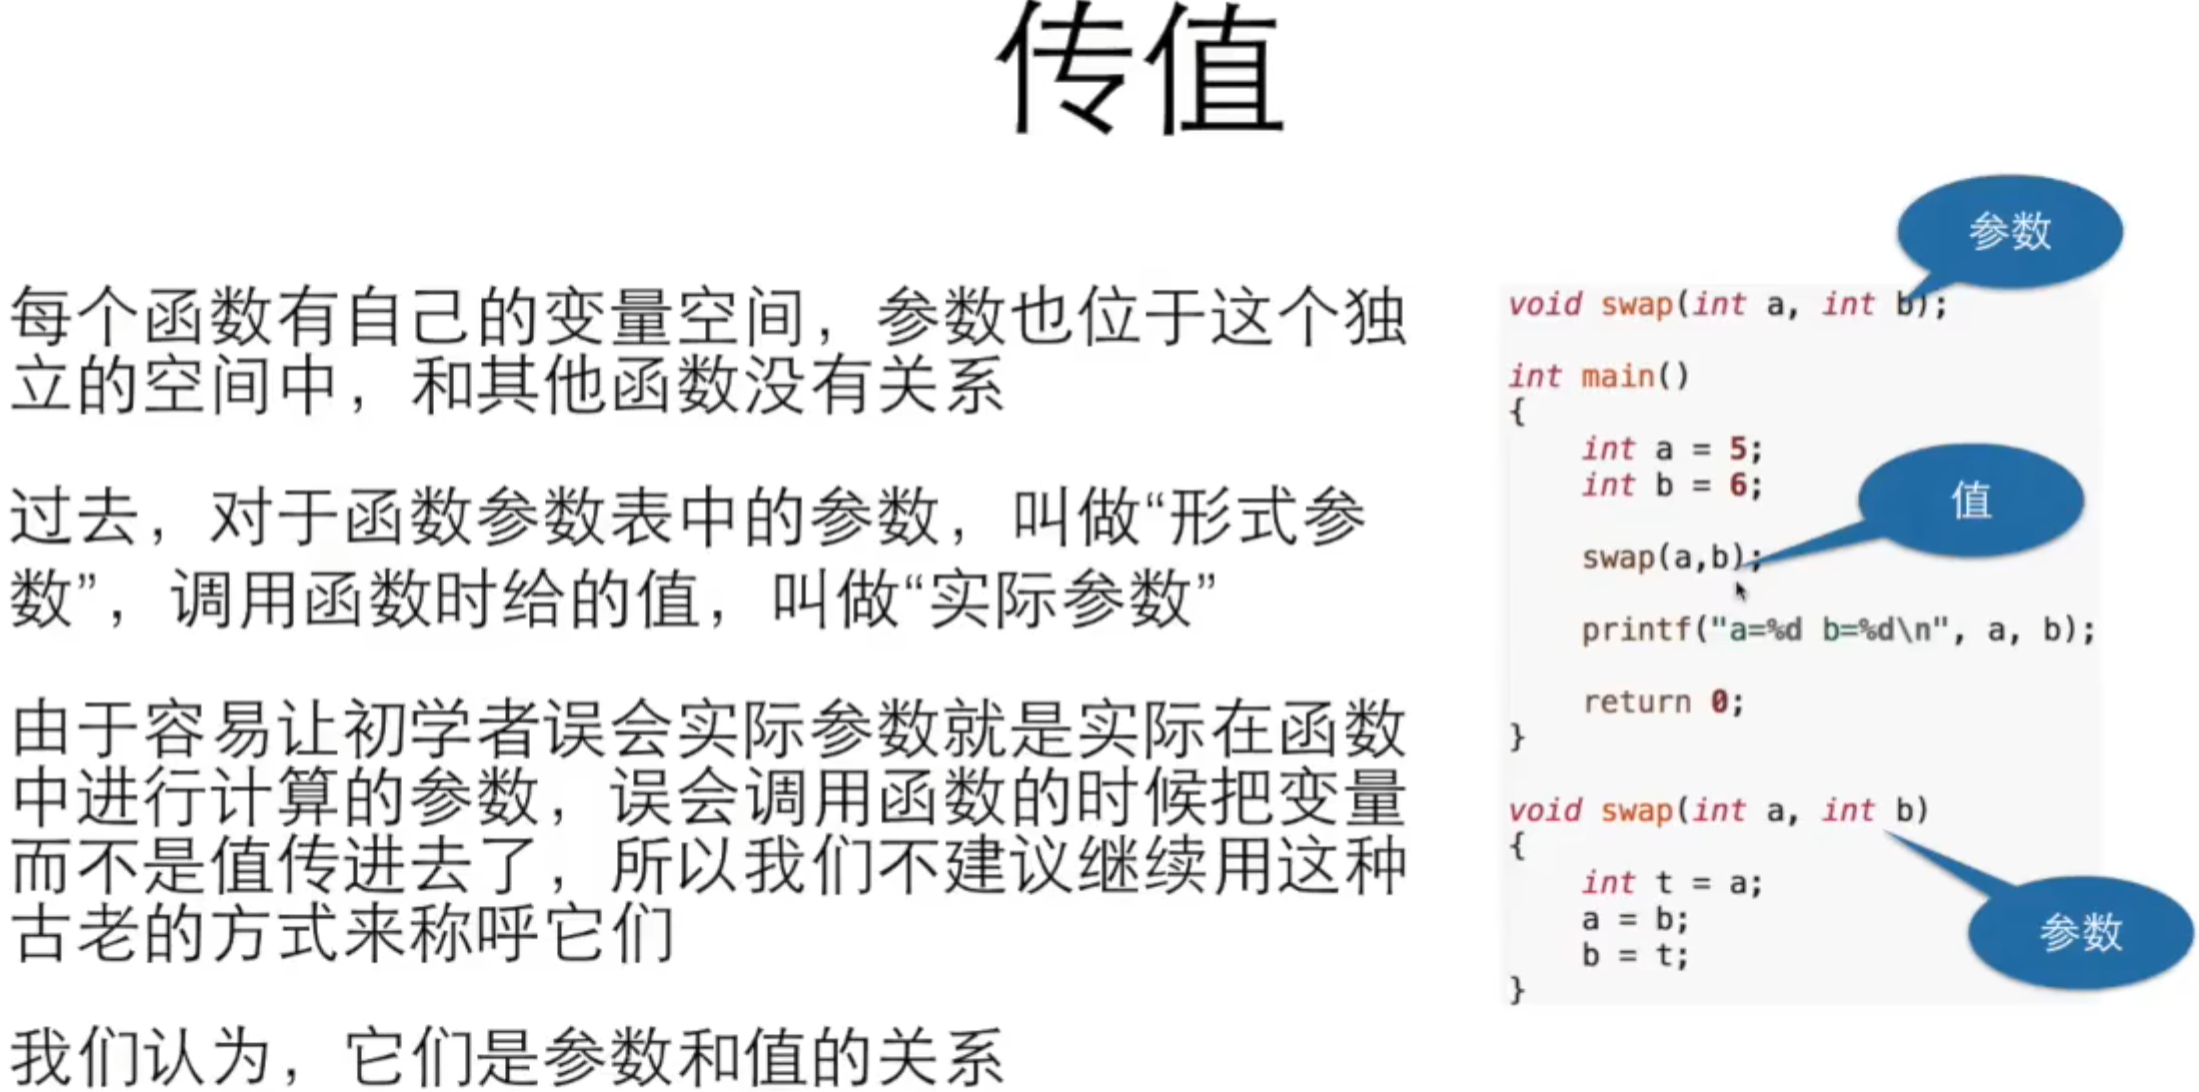 传值
每个函数有自己的变量空间，参数也位于这个独
立的空间中，和其他函数没有关系
过去，对于函数参数表中的参数，叫做“形式参
数”，调用函数时给的值，叫做“实际参数”
由于容易让初学者误会实际参数就是实际在函数
中进行计算的参数，误会调用函数的时候把变量
而不是值传进去了，所以我们不建议继续用这种
古老的方式来称呼它们
我们认为，它们是参数和值的关系
参数
void swap(int a, int b);
int main()
{
int a = 5;
int b = 6;
值
swap(a,b);
printf("a=%d b=%d\n", a, b);
return 0;
}
void swap(int a, int b)
{
int t = a;
a = b;
b = t;
}
参数